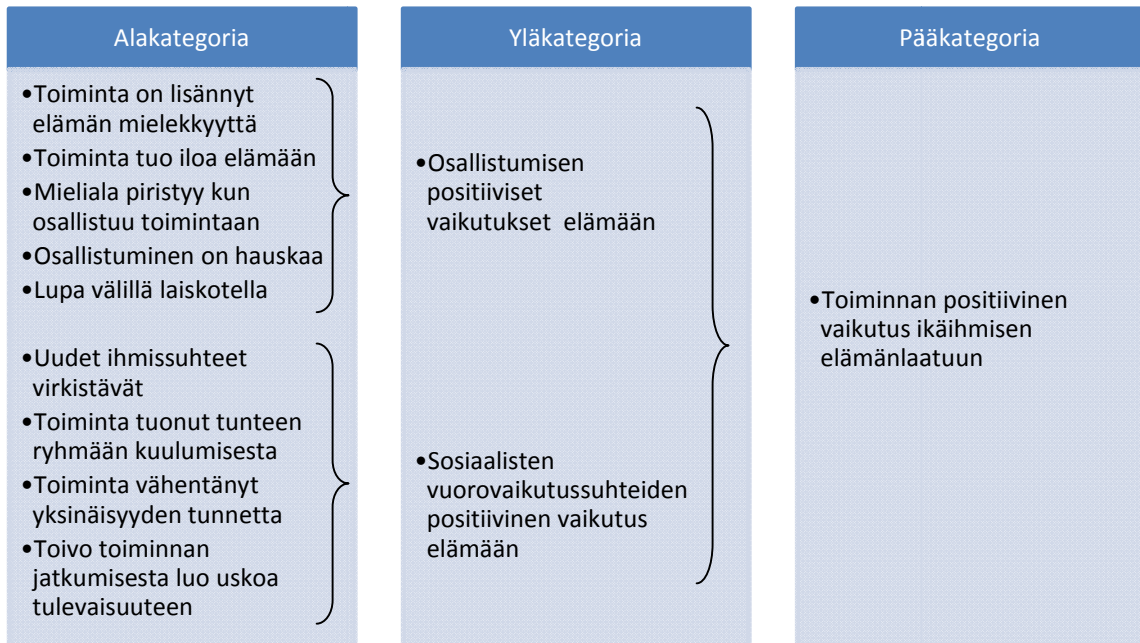 Alakategoria
•Toiminta on lisännyt
elämän mielekkyyttä
•Toiminta tuo iloa elämään
•Mieliala piristyy kun
osallistuu toimintaan
•Osallistuminen on hauskaa
•Lupa välillä laiskotella
•Uudet ihmissuhteet
virkistävät
•Toiminta tuonut tunteen
ryhmään kuulumisesta
•Toiminta vähentänyt
yksinäisyyden tunnetta
•Toivo toiminnan
jatkumisesta luo uskoa
tulevaisuuteen
Yläkategoria
•Osallistumisen
positiiviset
vaikutukset elämään
•Sosiaalisten
vuorovaikutussuhteiden
positiivinen vaikutus
elämään
Pääkategoria
•Toiminnan positiivinen
vaikutus ikäihmisen
elämänlaatuun